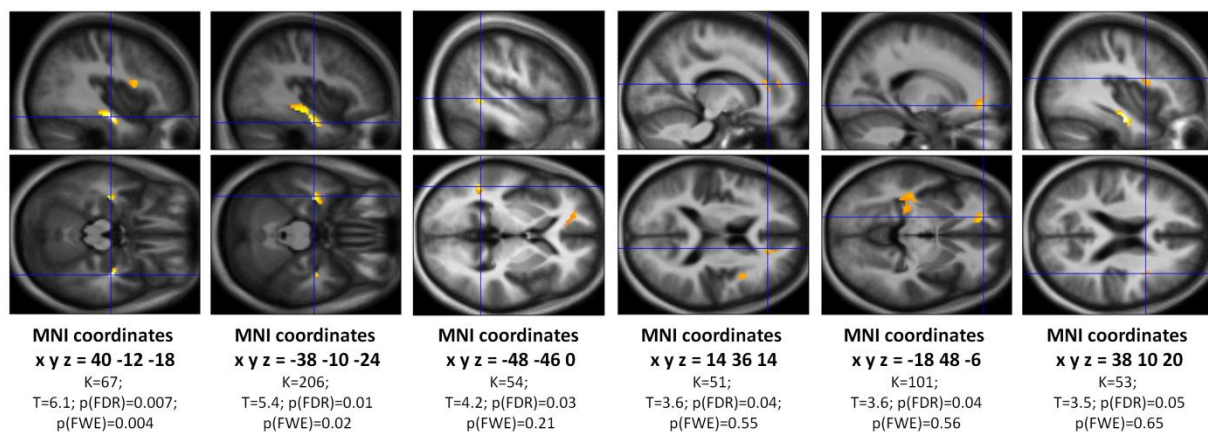 MNI coordinates
x y z = 40 -12 -18
K=67;
T=6.1; p(FDR)=0.007;
p(FWE)=0.004
MNI coordinates
x y z = -38 -10 -24
K=206;
T=5.4; p(FDR)=0.01
p(FWE)=0.02
MNI coordinates
x y z = -48 -46 0
K=54;
T=4.2; p(FDR)=0.03
p(FWE)=0.21
MNI coordinates
x y z = 14 36 14
K=51;
T=3.6; p(FDR)=0.04;
p(FWE)=0.55
MNI coordinates
x y z = -18 48 -6
K=101;
T=3.6; p(FDR)=0.04
p(FWE)=0.56
MNI coordinates
x y z = 38 10 20
K=53;
T=3.5; p(FDR)=0.05
p(FWE)=0.65